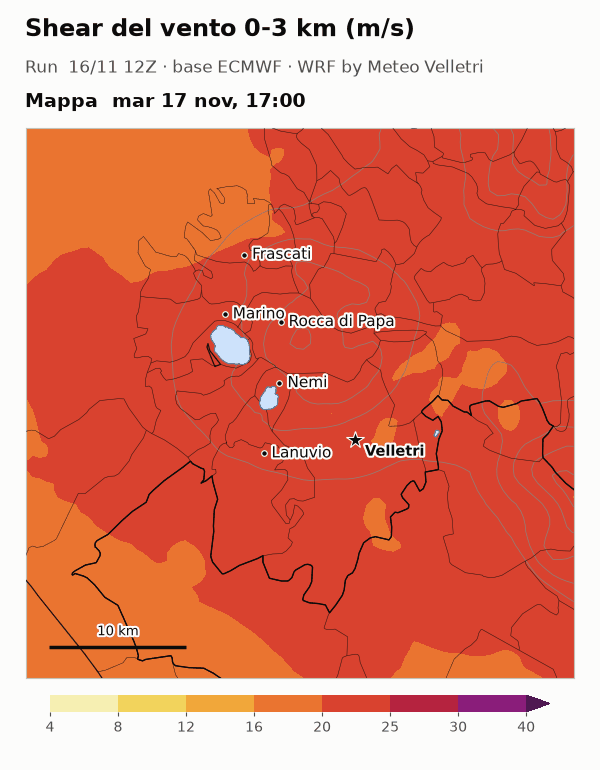 Shear del vento 0-3 km (m/s)
Run  16/11 12Z · base ECMWF · WRF by Meteo Velletri
Mappa  mar 17 nov, 17:00
Frascati
Marino
Rocca di Papa
Nemi
Velletri
Lanuvio
10 km
4 8 12 16 20 25 30 40